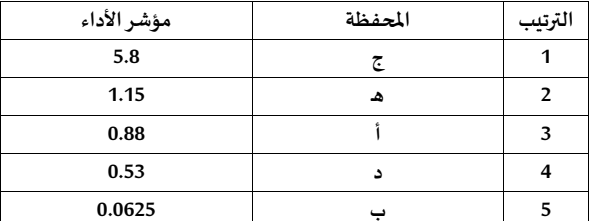 الترتيب المحفظة مؤشر الأداء
1 ج 5.8
2 هـ 1.15
3 أ 0.88
4 د 0.53
5 ب 0.0625